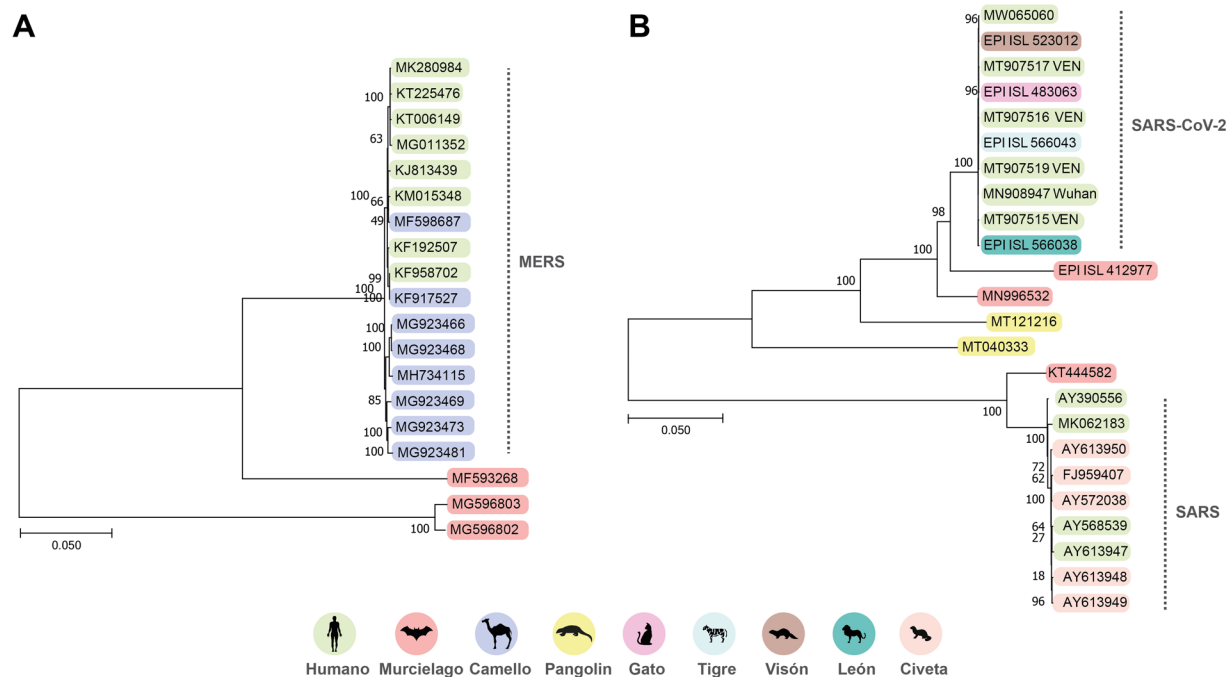 A
MK280984
100
KT225476
KT006149
63
MG011352
KJ813439
100
66
KM015348
49
MF598687
KF192507
MERS
99
KF958702
100
100
KF917527
100
MG923466
100
MG923468
MH734115
85
MG923469
100
MG923473
100
MG923481
MF593268
MG596803
100
MG596802
0.050
B
96
MW065060
EPI ISL 523012
MT907517 VEN
96
EPI ISL 483063
MT907516 VEN
SARS-CoV-2
EPI ISL 566043
100
MT907519 VEN
MN908947 Wuhan
98
MT907515 VEN
100
EPI ISL 566038
EPI ISL 412977
100
MN996532
MT121216
MT040333
KT444582
100
AY390556
MK062183
100
AY613950
72
FJ959407
62
100
AY572038
SARS
64
AY568539
27
AY613947
18
AY613948
96
AY613949
0.050
Humano
Murcielago
Camello
Pangolin
Gato
Tigre
Visón
León
Civeta